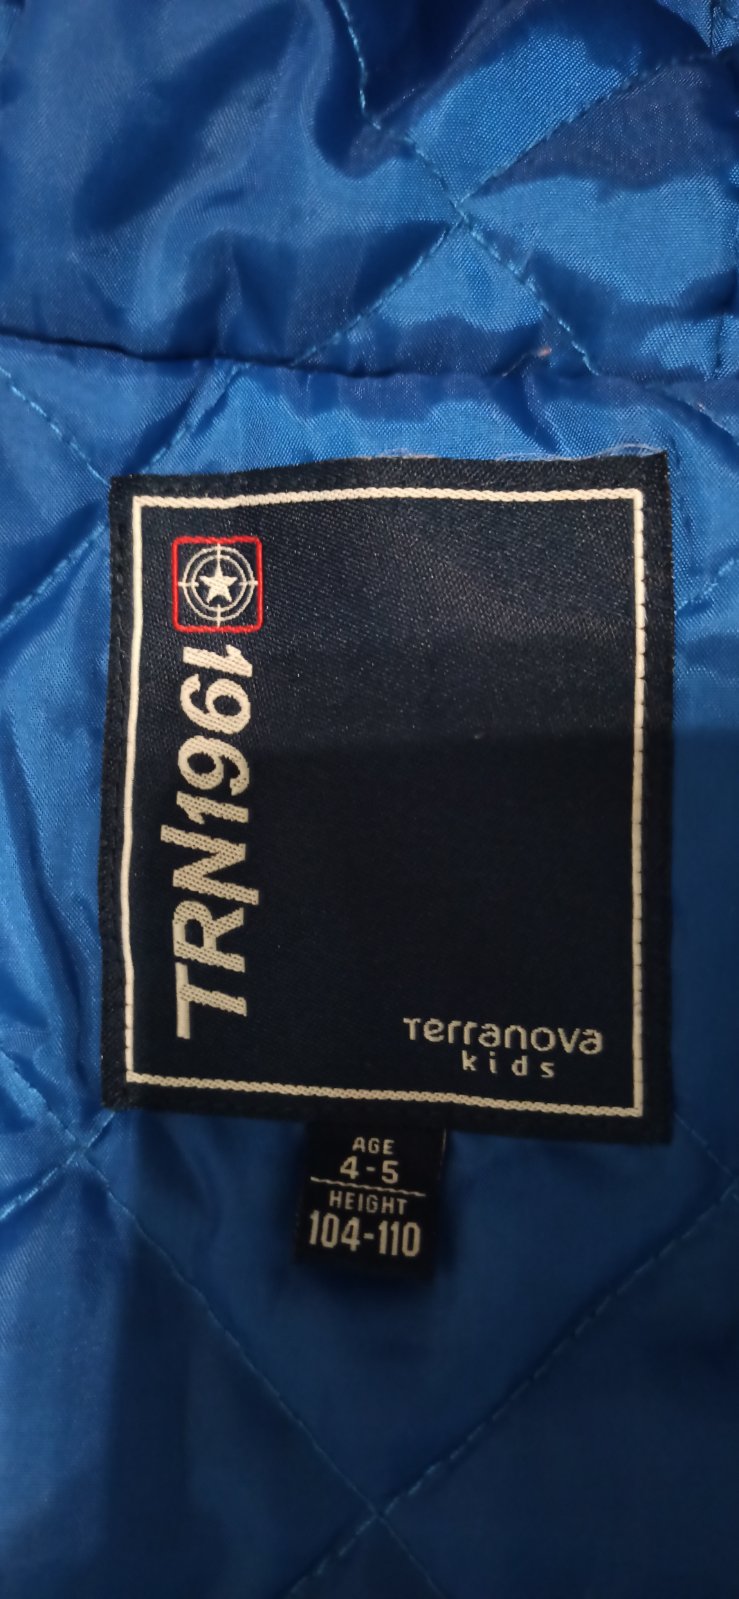 TRN1961
Terranova
kids
AGE
4-5
HEIGHT
104-110